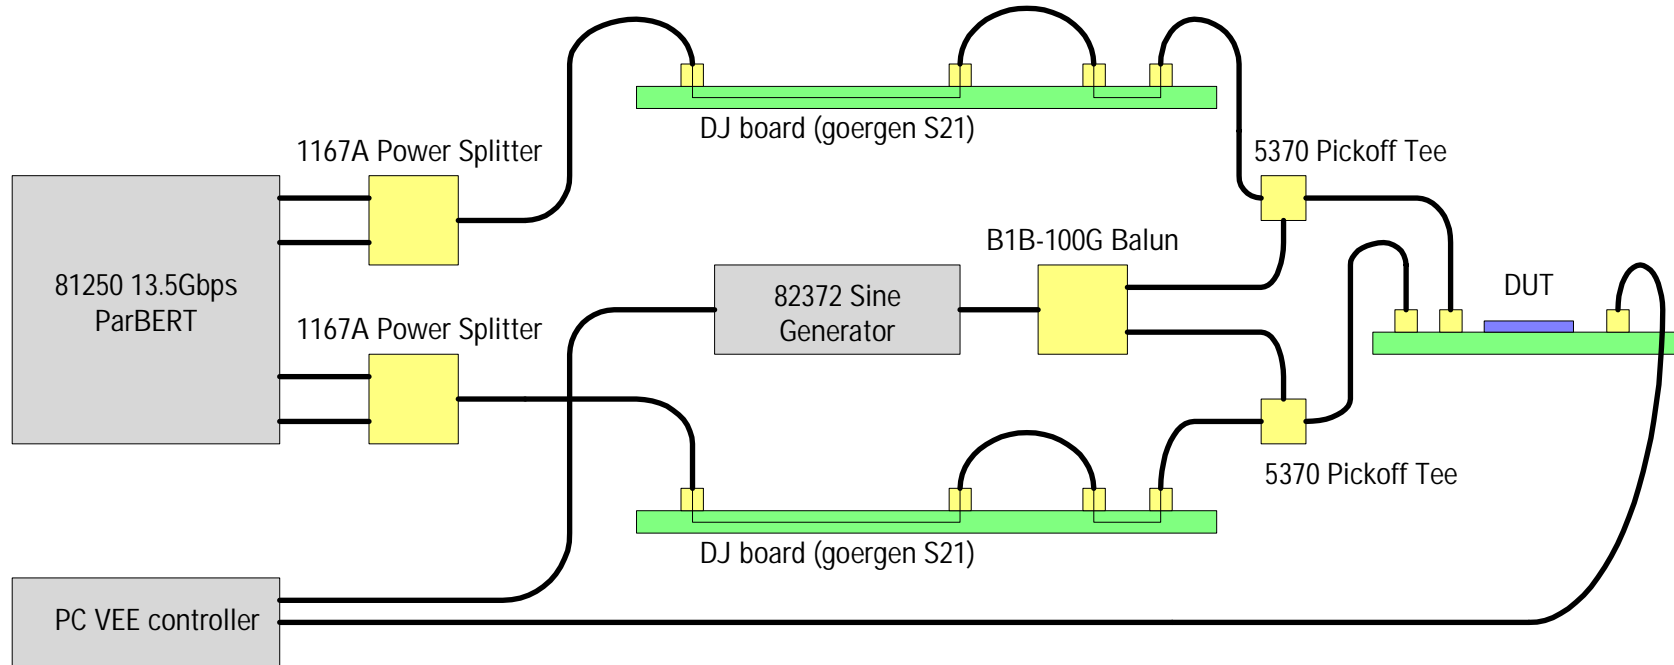 DJ board (goergen S21)
1167A Power Splitter
5370 Pickoff Tee
B1B-100G Balun
81250 13.5Gbps
ParBERT
82372 Sine
Generator
DUT
1167A Power Splitter
5370 Pickoff Tee
DJ board (goergen S21)
PC VEE controller